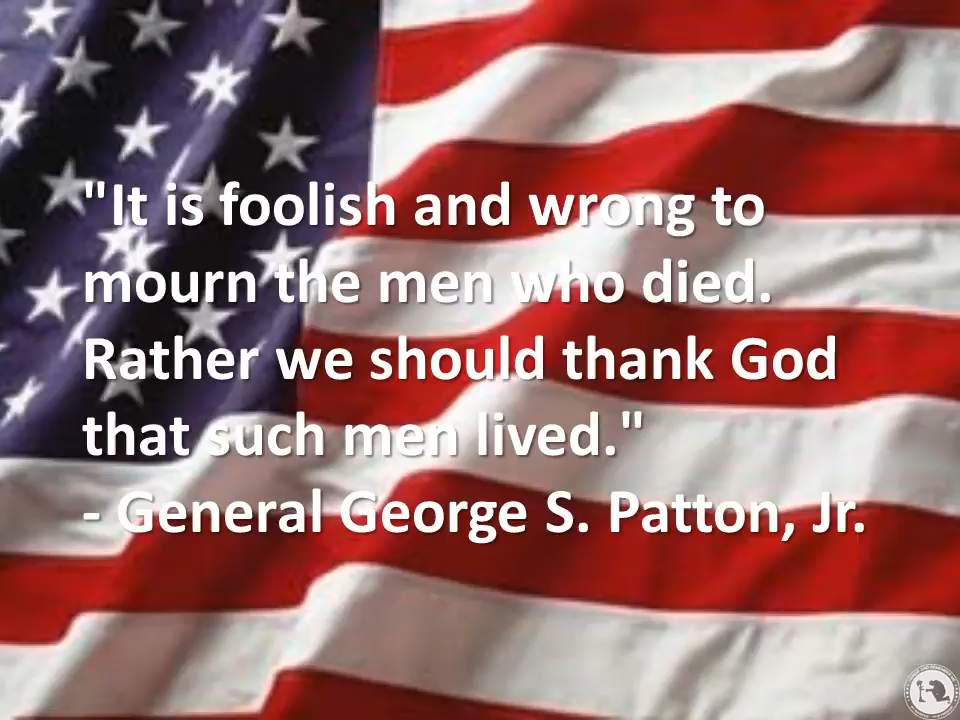 "It is foolish and wrong to
mourn the men who died.
Rather we should thank God
that such men lived."
- General George S. Patton, Jr.